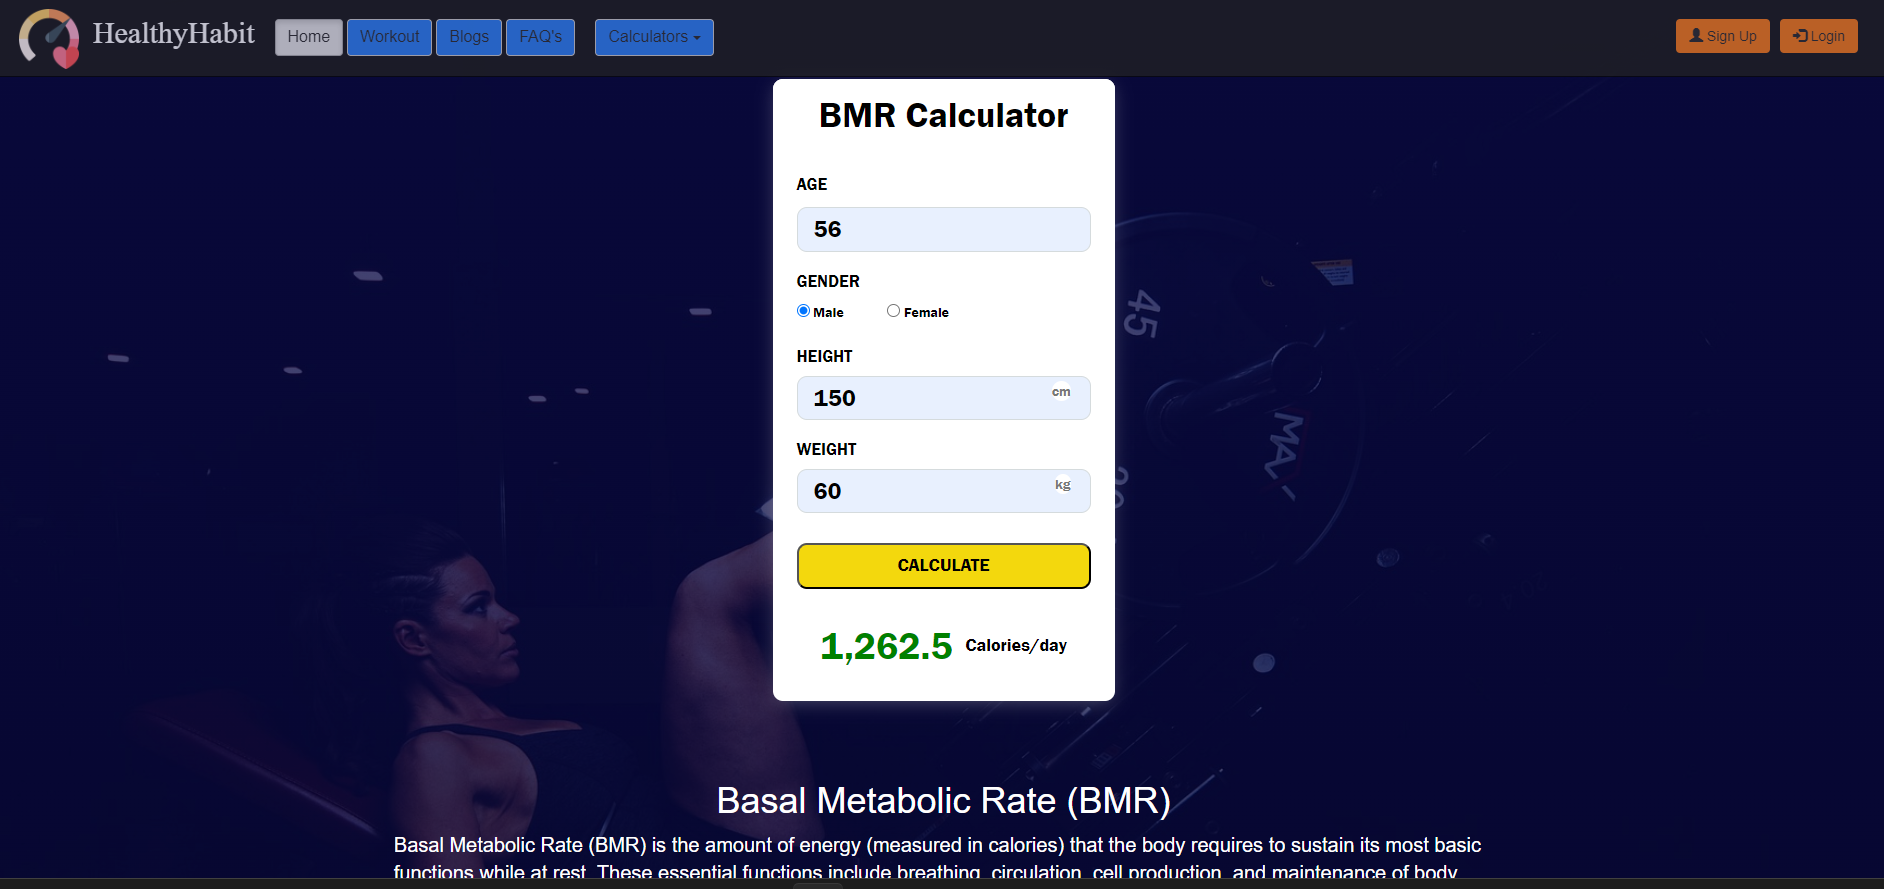 HealthyHabit
Home
Workout
Blogs
FAQ's
Calculators
Sign Up
Login
BMR Calculator
AGE
56
GENDER
Male
Female
HEIGHT
150
cm
WEIGHT
60
kg
CALCULATE
1,262.5 Calories/day
45
Basal Metabolic Rate (BMR)
Basal Metabolic Rate (BMR) is the amount of energy (measured in calories) that the body requires to sustain its most basic
functions while at rest. These essential functions include breathing, circulation, cell production, and maintenance of body